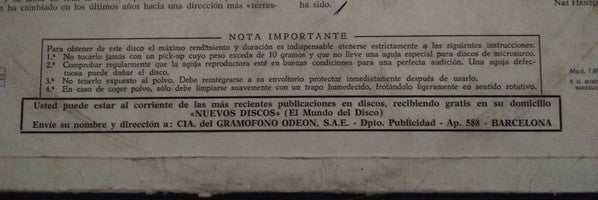 ha cambiado en los últimos años hacia una dirección más «terres-
ha sido.
Nat HENTO
NOTA IMPORTANTE
Para obtener de este disco el máximo rendimiento y duración es indispensable atenerse estrictamente a las siguientes instrucciones:
1.ª No tocarlo jamás con un pick-up cuyo peso exceda de 10 gramos y que no lleve una aguja especial para discos de microsurco.
2.ª Comprobar regularmente que la aguja reproductora esté en buenas condiciones para una perfecta audición. Una aguja defec-
tuosa puede dañar el disco.
3.ª No tenerlo expuesto al polvo. Debe reintegrarse a su envoltorio protector inmediatamente después de usarlo.
4.ª En caso de coger polvo, sólo debe limpiarse suavemente con un trapo humedecido, frotándolo ligeramente en sentido rotativo.
Mod. 18
Usted puede estar al corriente de las más recientes publicaciones en discos, recibiendo gratis en su domicilio
«NUEVOS DISCOS» (El Mundo del Disco)
Envíe su nombre y dirección a: CIA. del GRAMOFONO ODEON, S.A.E. - Dpto. Publicidad - Ap. 588 - BARCELONA